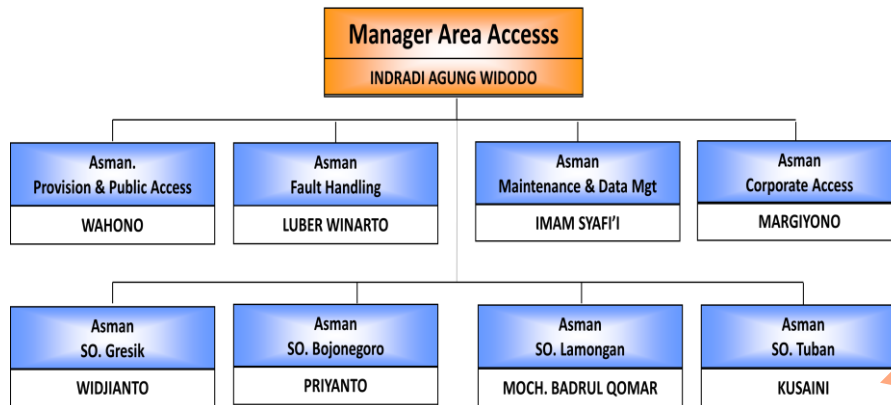 Manager Area Accesss
INDRADI AGUNG WIDODO
Asman.
Provision & Public Access
WAHONO
Asman
Fault Handling
LUBER WINARTO
Asman
Maintenance & Data Mgt
IMAM SYAFI'I
Asman
Corporate Access
MARGIYONO
Asman
SO. Gresik
WIDJIANTO
Asman
SO. Bojonegoro
PRIYANTO
Asman
SO. Lamongan
MOCH. BADRUL QOMAR
Asman
SO. Tuban
KUSAINI